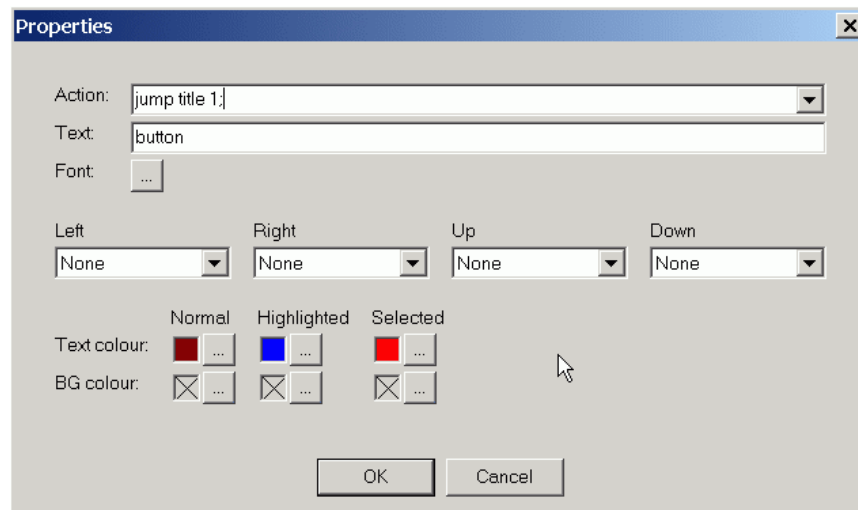 Properties
Action: jump title 1;
Text: button
Font: ...
Left Right Up Down
None None None None
Normal Highlighted Selected
Text colour: ... ... ...
BG colour: ... ... ...
OK Cancel